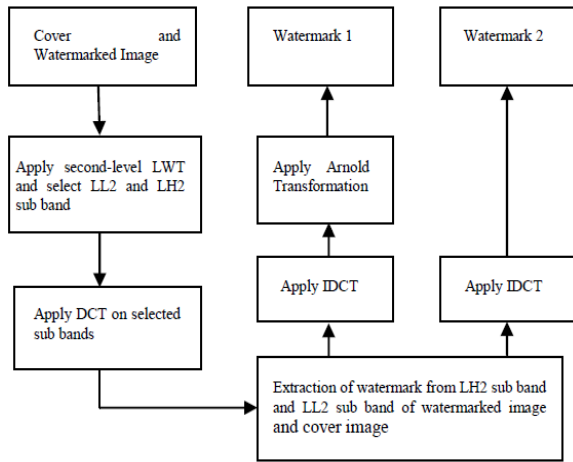 Cover and
Watermarked Image
Apply second-level LWT
and select LL2 and LH2
sub band
Apply DCT on selected
sub bands
Extraction of watermark from LH2 sub band
and LL2 sub band of watermarked image
and cover image
Apply IDCT
Apply Arnold
Transformation
Watermark 1
Apply IDCT
Watermark 2